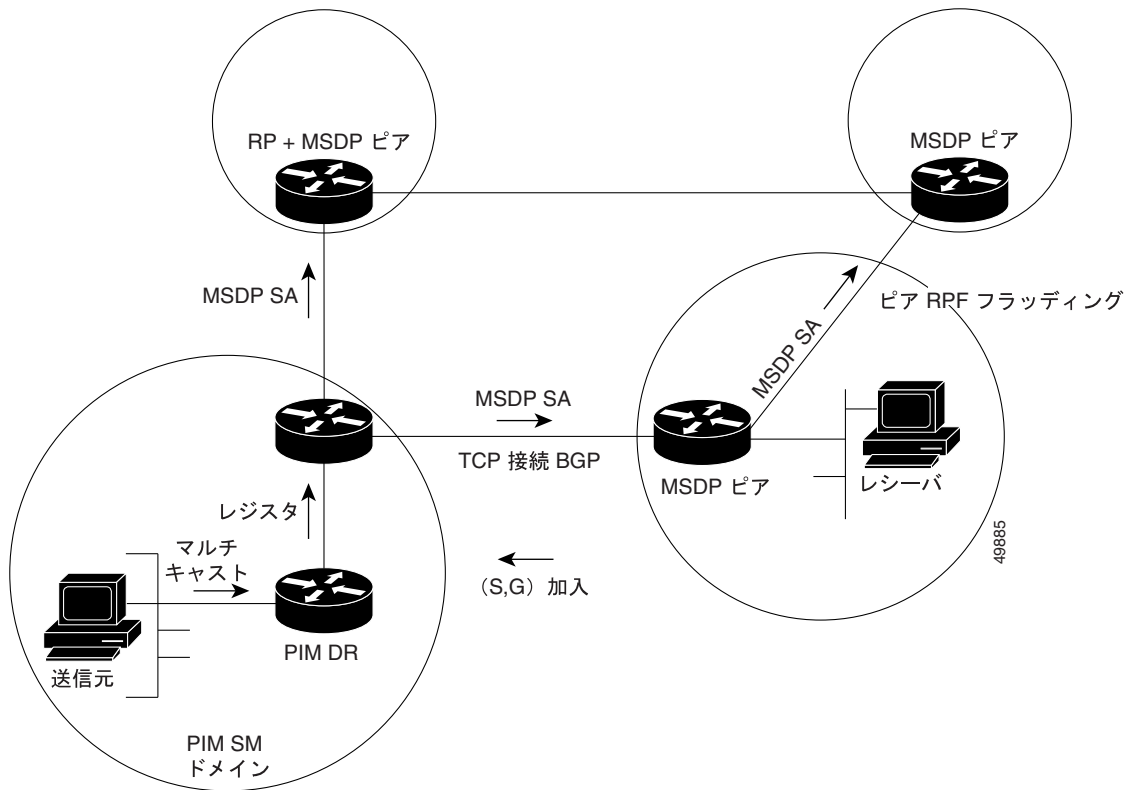 RP + MSDP ピア
MSDP ピア
MSDP SA
ピア RPF フラッディング
MSDP SA
MSDP SA
TCP 接続 BGP
MSDP ピア
レシーバ
レジスタ
マルチ
キャスト
(S,G) 加入
49885
送信元
PIM DR
PIM SM
ドメイン